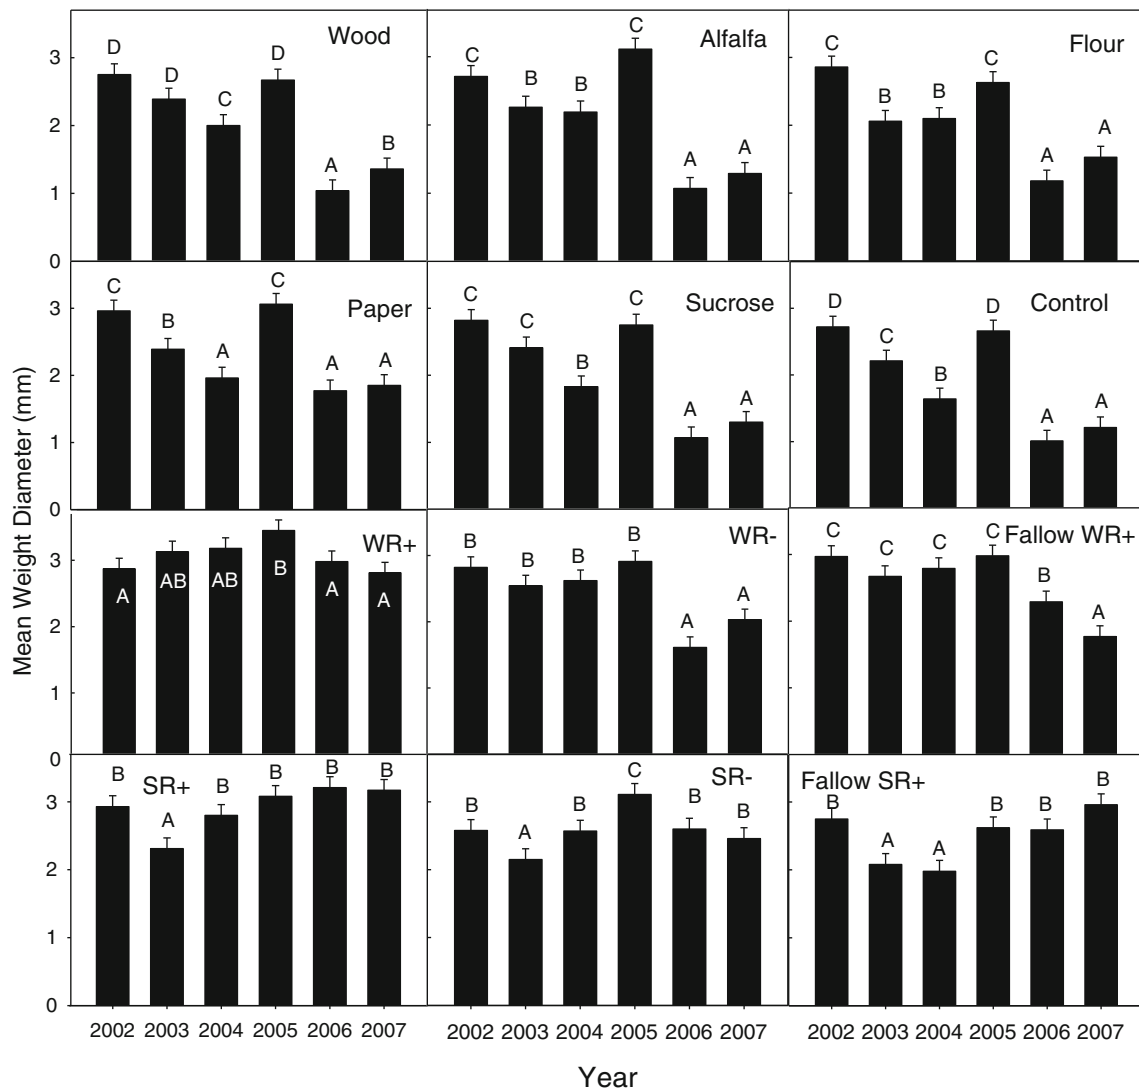 Wood Alfalfa Flour
D D C D A B
C B B C A A
C B B C A A
3
2
1
0
Paper Sucrose Control
C B A C A A
C C B C A A
D C B D A A
3
2
1
0
WR+ WR- Fallow WR+
A AB AB B A A
B B B B A A
C C C C B A
3
2
1
0
SR+ SR- Fallow SR+
B A B B B B
B A B C B B
B A A B B B
3
2
1
0
2002 2003 2004 2005 2006 2007 2002 2003 2004 2005 2006 2007 2002 2003 2004 2005 2006 2007
Mean Weight Diameter (mm)
Year